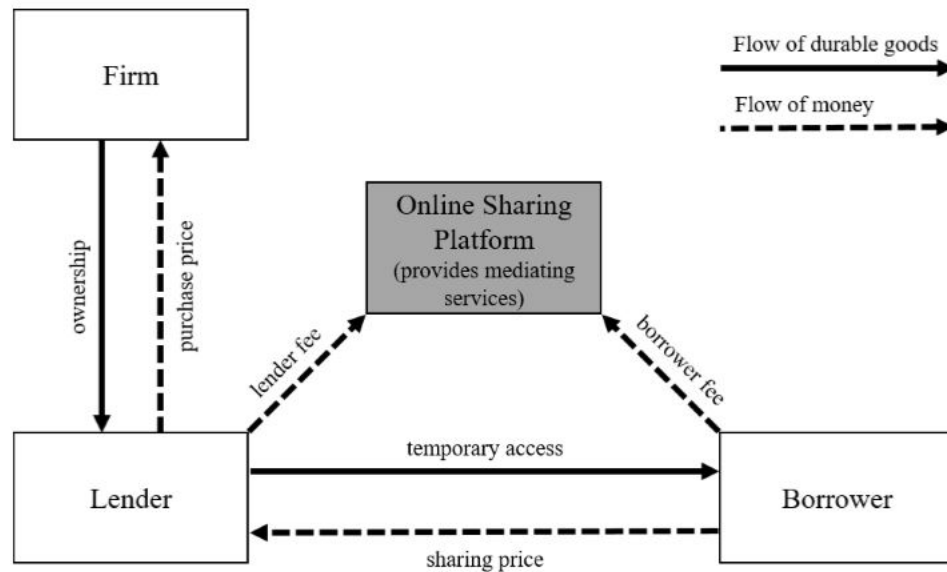 Firm
Flow of durable goods
Flow of money
Online Sharing
Platform
(provides mediating
services)
ownership
purchase price
lender fee
borrower fee
temporary access
Lender
Borrower
sharing price